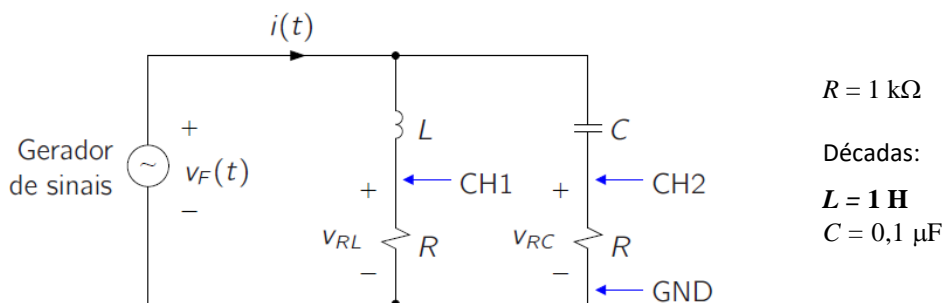 i(t)
Gerador
de sinais
+
v_F(t)
−
L
C
+
CH1
v_RL
R
−
+
CH2
v_RC
R
−
GND
R = 1 kΩ
Décadas:
L = 1 H
C = 0,1 μF